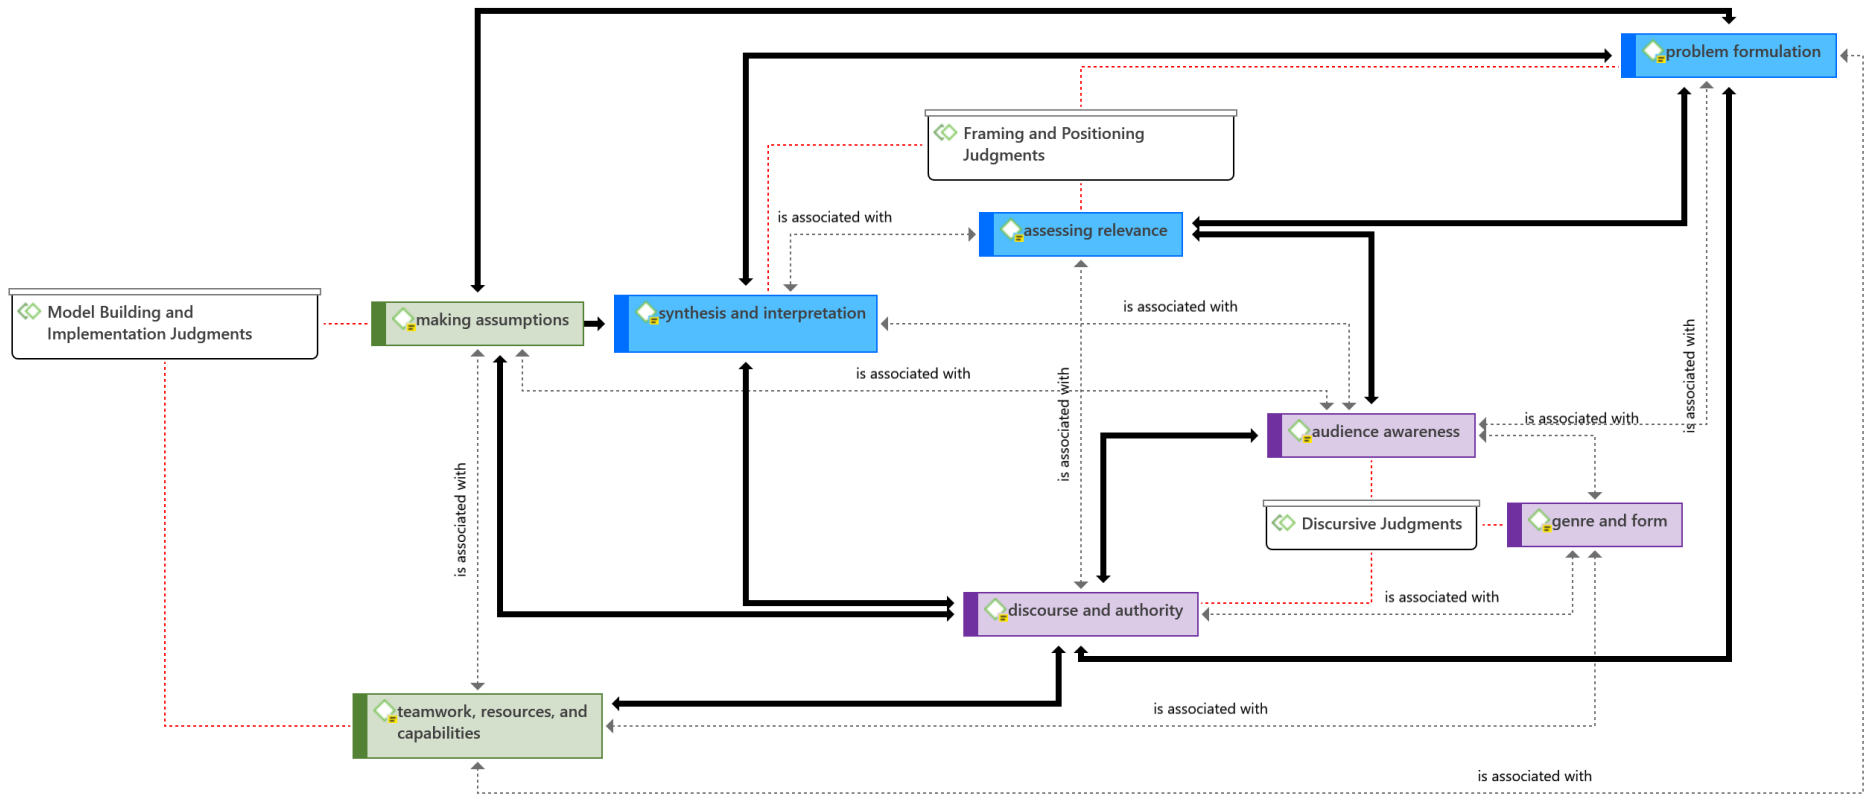 problem formulation
Framing and Positioning
Judgments
is associated with
assessing relevance
Model Building and
Implementation Judgments
making assumptions
synthesis and interpretation
is associated with
is associated with
is associated with
is associated with
audience awareness
is associated with
is associated with
Discursive Judgments
genre and form
discourse and authority
is associated with
teamwork, resources, and
capabilities
is associated with
is associated with